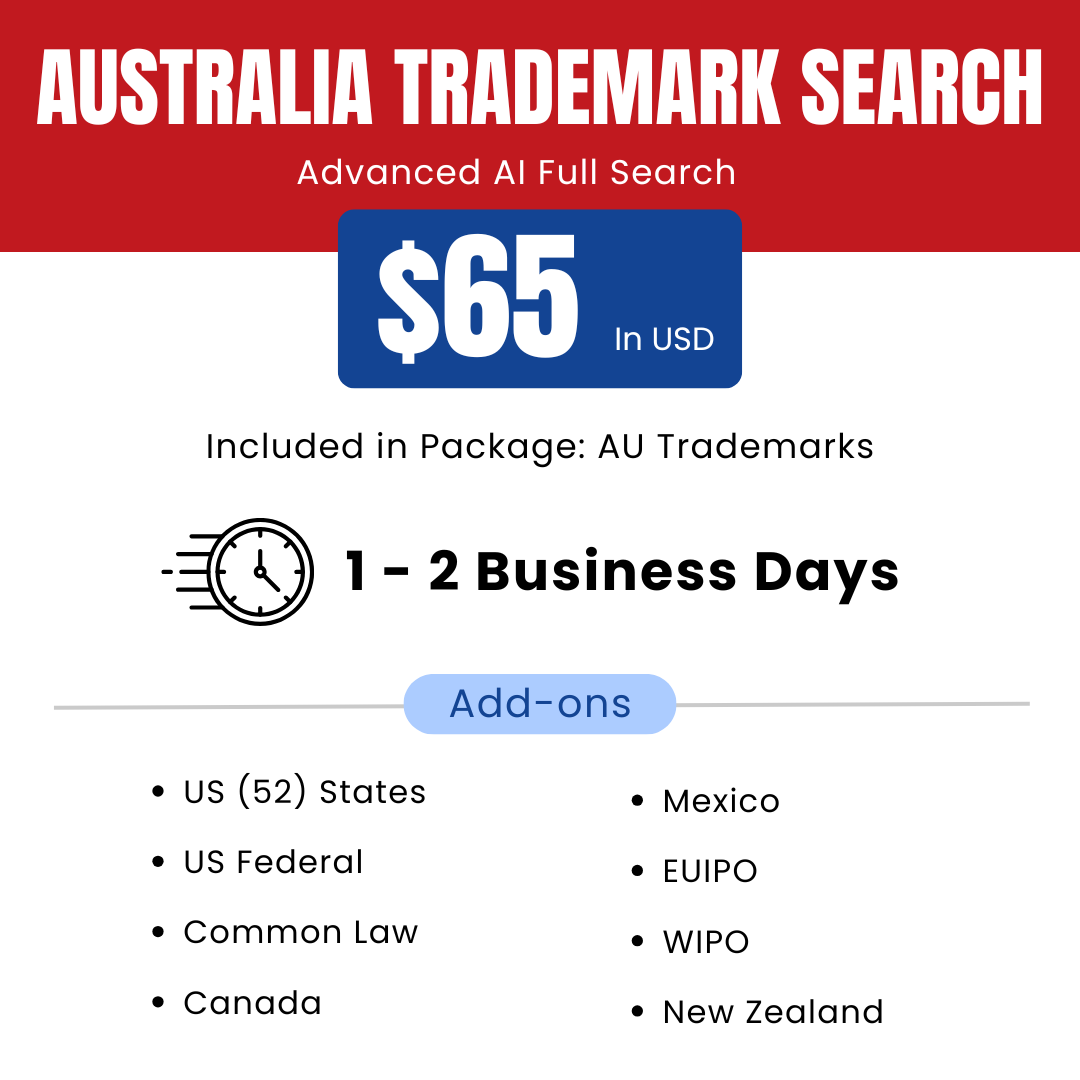 AUSTRALIA TRADEMARK SEARCH
Advanced AI Full Search
$65 In USD
Included in Package: AU Trademarks
1 - 2 Business Days
Add-ons
• US (52) States
• US Federal
• Common Law
• Canada
• Mexico
• EUIPO
• WIPO
• New Zealand